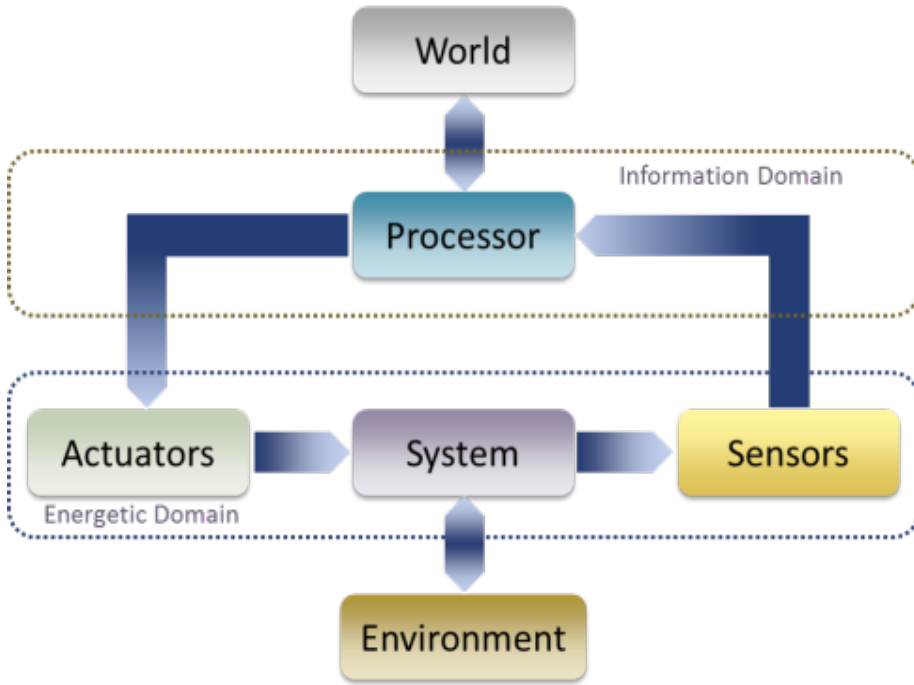 World
Information Domain
Processor
Actuators
System
Sensors
Energetic Domain
Environment